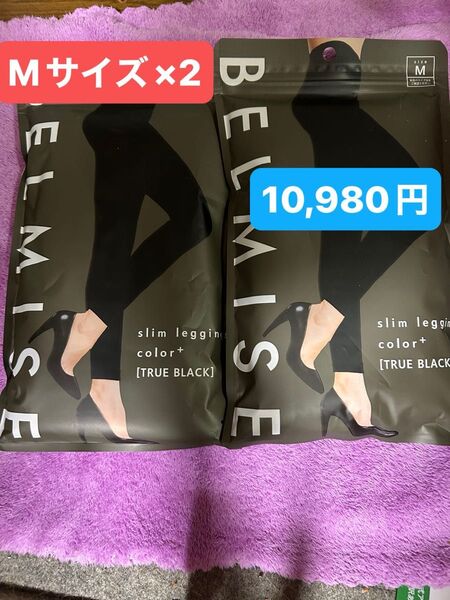 Mサイズ×2
BELMISE
slim leggin
color+
[TRUE BLACK]
size
M
10,980円
BELMISE
slim leggin
color+
[TRUE BLACK]